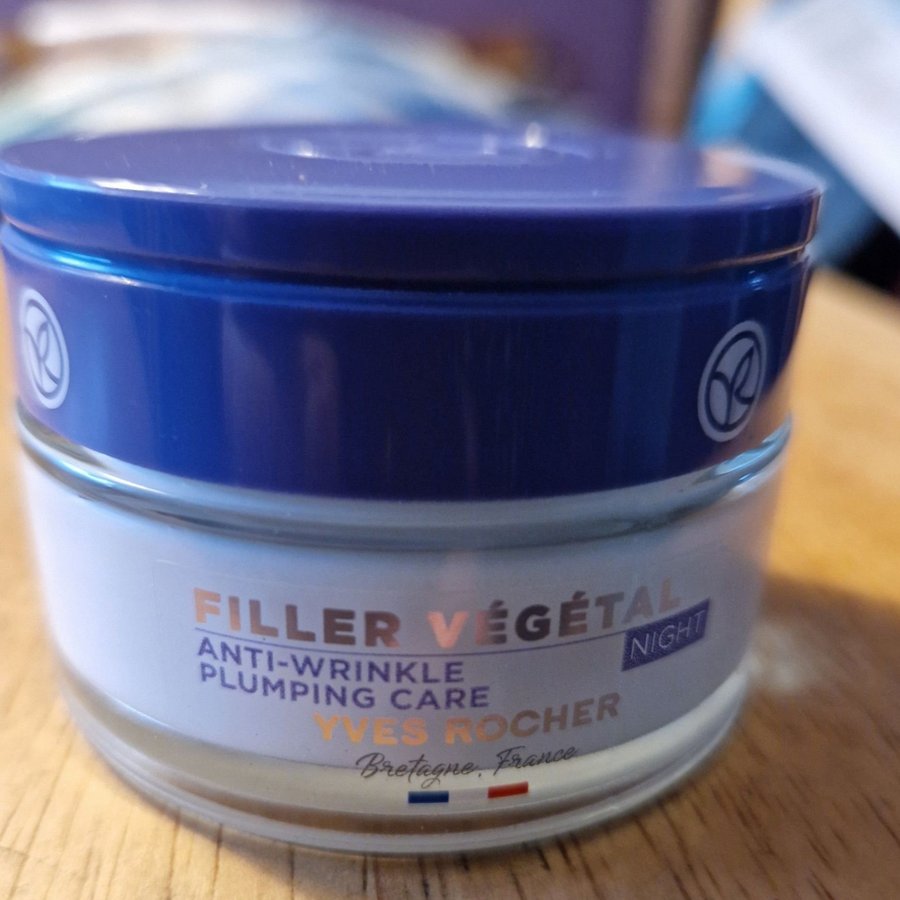 FILLER VÉGÉTAL
NIGHT
ANTI-WRINKLE
PLUMPING CARE
YVES ROCHER
Bretagne, France